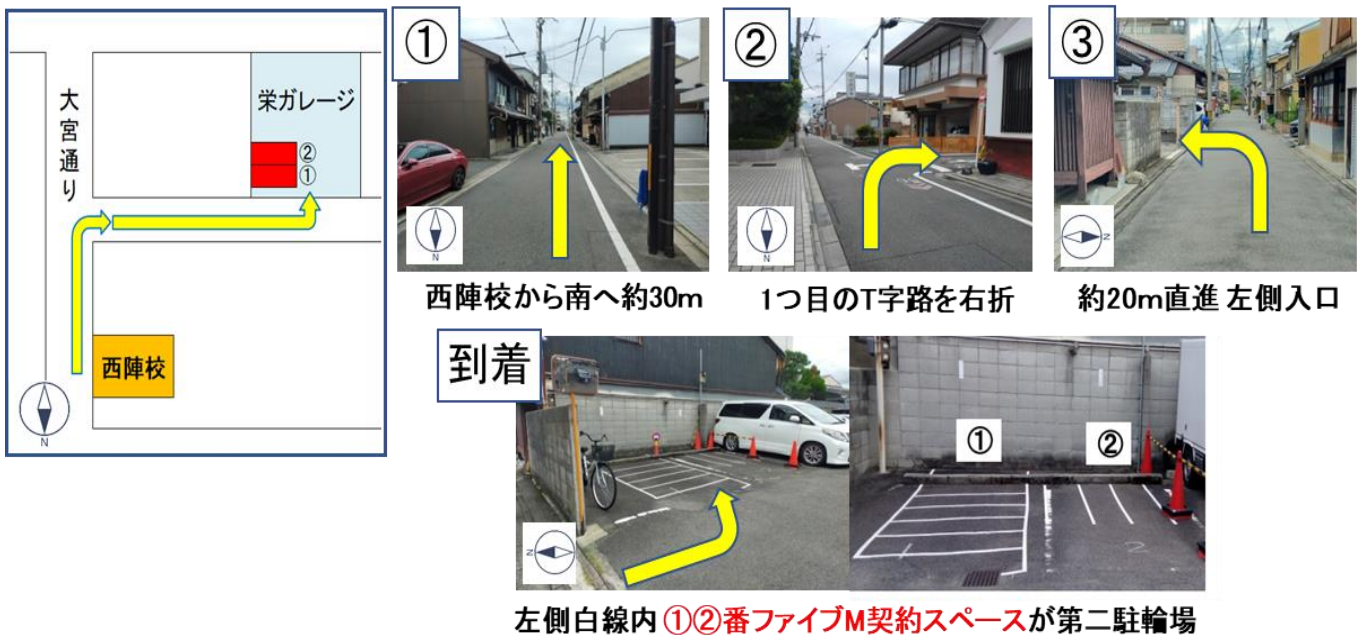 大宮通り
栄ガレージ
②
①
西陣校
N
①
N
西陣校から南へ約30m
②
N
1つ目のT字路を右折
③
N
約20m直進 左側入口
到着
N
①
②
左側白線内 ①②番ファイブM契約スペースが第二駐輪場